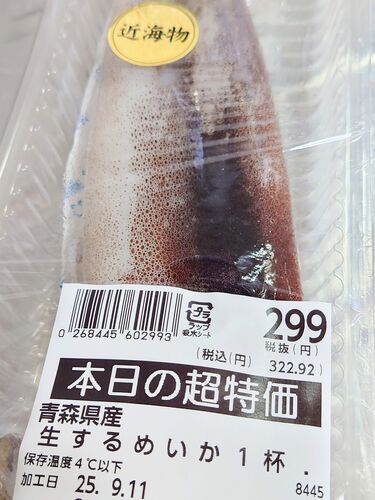 近海物
0 268445 602993
プラ
ラップ
吸水シート
299
税抜(円)
(税込(円) 322.92)
本日の超特価
青森県産
生するめいか1杯.
保存温度4℃以下
加工日 25. 9.11
8445